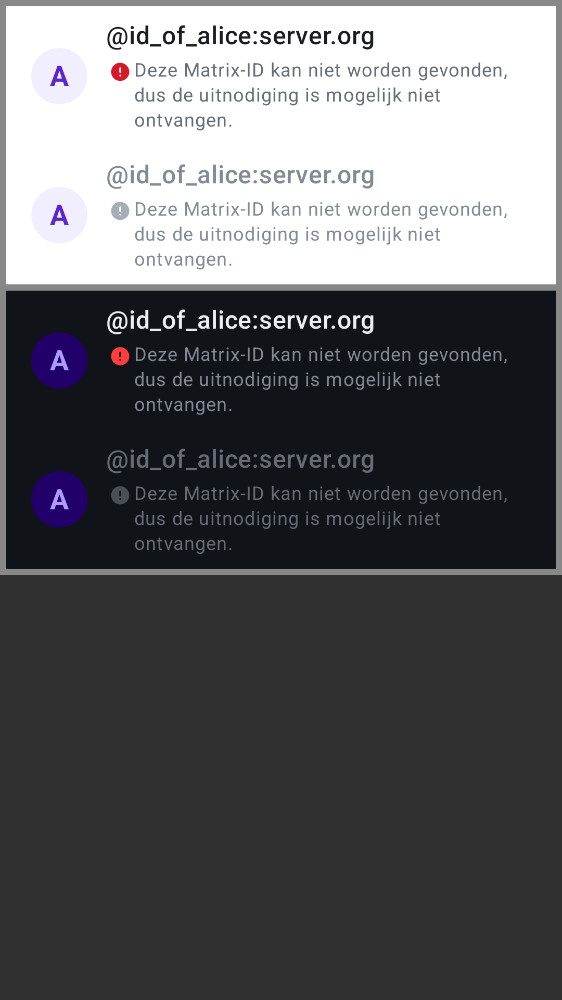 @id_of_alice:server.org
A
Deze Matrix-ID kan niet worden gevonden,
dus de uitnodiging is mogelijk niet
ontvangen.
@id_of_alice:server.org
A
Deze Matrix-ID kan niet worden gevonden,
dus de uitnodiging is mogelijk niet
ontvangen.
@id_of_alice:server.org
A
Deze Matrix-ID kan niet worden gevonden,
dus de uitnodiging is mogelijk niet
ontvangen.
@id_of_alice:server.org
A
Deze Matrix-ID kan niet worden gevonden,
dus de uitnodiging is mogelijk niet
ontvangen.